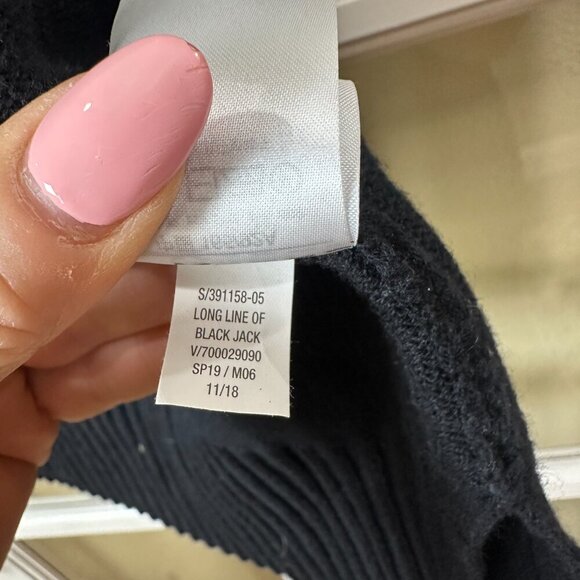 S/391158-05
LONG LINE OF
BLACK JACK
V/700029090
SP19 / M06
11/18